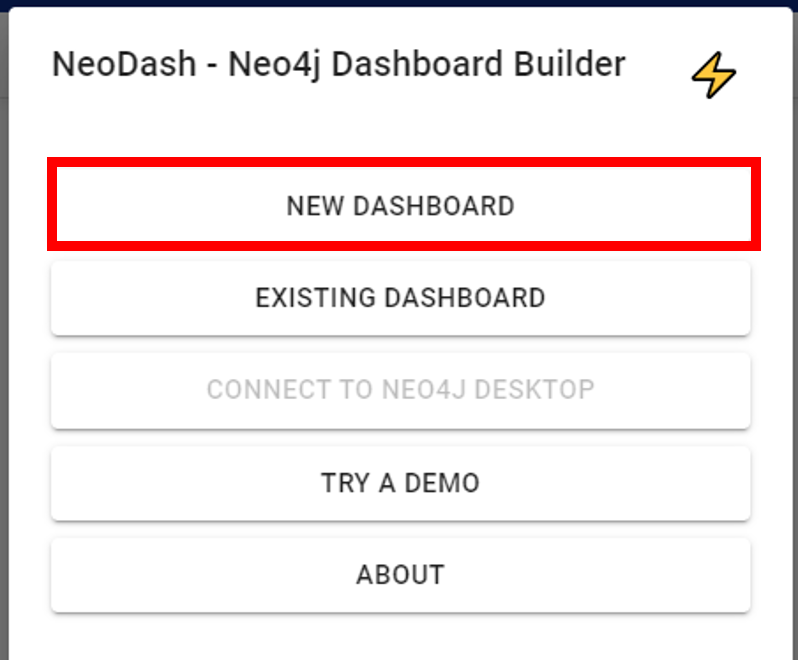 NeoDash - Neo4j Dashboard Builder
NEW DASHBOARD
EXISTING DASHBOARD
CONNECT TO NEO4J DESKTOP
TRY A DEMO
ABOUT